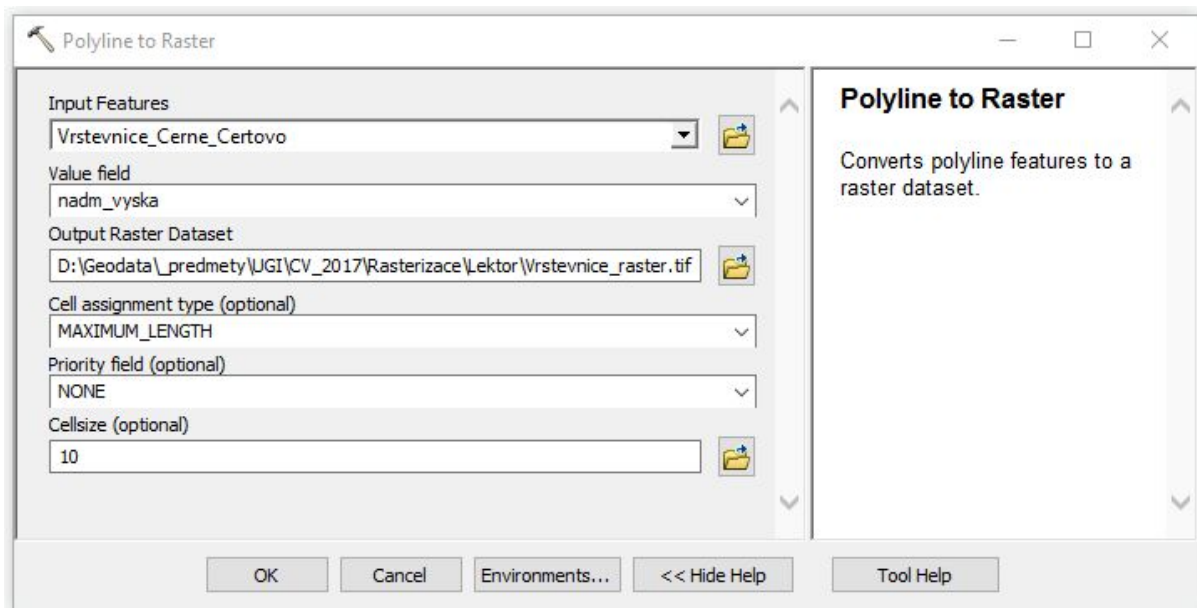 Polyline to Raster
Input Features
Vrstevnice_Cerne_Certovo
Value field
nadm_vyska
Output Raster Dataset
D:\Geodata\_predmety\UGI\CV_2017\Rasterizace\Lektor\Vrstevnice_raster.tif
Cell assignment type (optional)
MAXIMUM_LENGTH
Priority field (optional)
NONE
Cellsize (optional)
10
Polyline to Raster
Converts polyline features to a
raster dataset.
OK
Cancel
Environments...
<< Hide Help
Tool Help